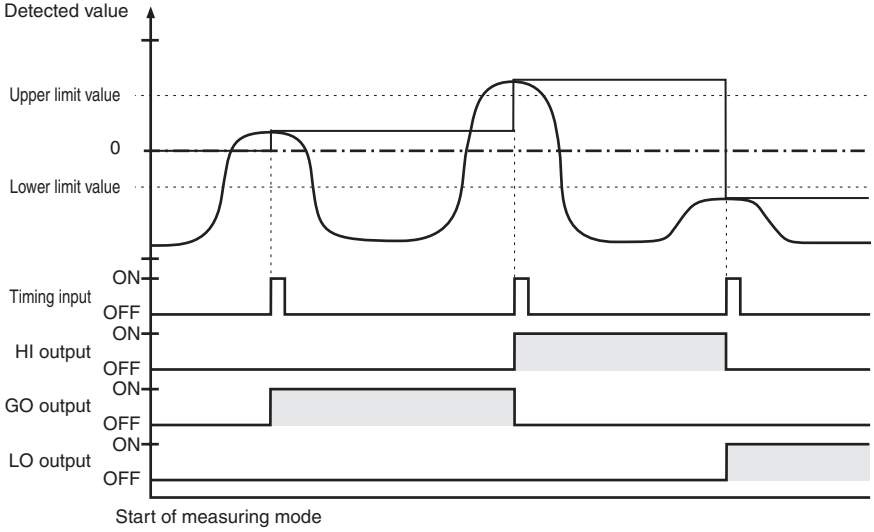 Detected value
Upper limit value
0
Lower limit value
ON
Timing input
OFF
ON
HI output
OFF
ON
GO output
OFF
ON
LO output
OFF
Start of measuring mode